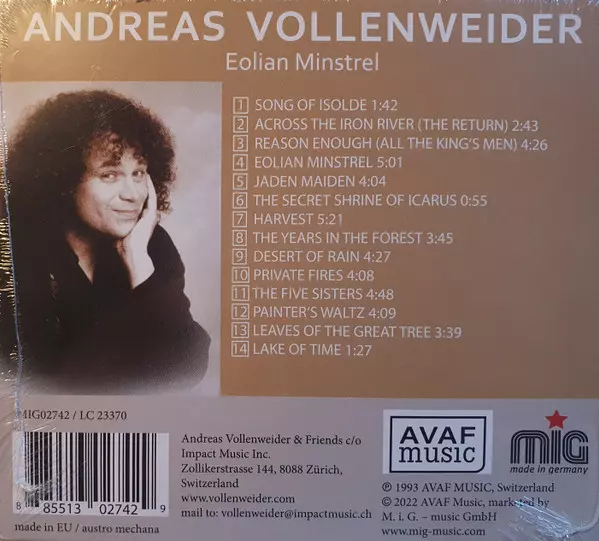 ANDREAS VOLLENWEIDER
Eolian Minstrel
1 SONG OF ISOLDE 1:42
2 ACROSS THE IRON RIVER (THE RETURN) 2:43
3 REASON ENOUGH (ALL THE KING'S MEN) 4:26
4 EOLIAN MINSTREL 5:01
5 JADEN MAIDEN 4:04
6 THE SECRET SHRINE OF ICARUS 0:55
7 HARVEST 5:21
8 THE YEARS IN THE FOREST 3:45
9 DESERT OF RAIN 4:27
10 PRIVATE FIRES 4:08
11 THE FIVE SISTERS 4:48
12 PAINTER'S WALTZ 4:09
13 LEAVES OF THE GREAT TREE 3:39
14 LAKE OF TIME 1:27
MIG02742 / LC 23370
8 85513 02742 9
made in EU / austro mechana
Andreas Vollenweider & Friends c/o
Impact Music Inc.
Zollikerstrasse 144, 8088 Zürich,
Switzerland
www.vollenweider.com
mail to: vollenweider@impactmusic.ch
AVAF
music
mig
made in germany
℗ 1993 AVAF Music, Switzerland
© 2022 AVAF Music, marketed by
M. i. G. – music GmbH
www.mig-music.com